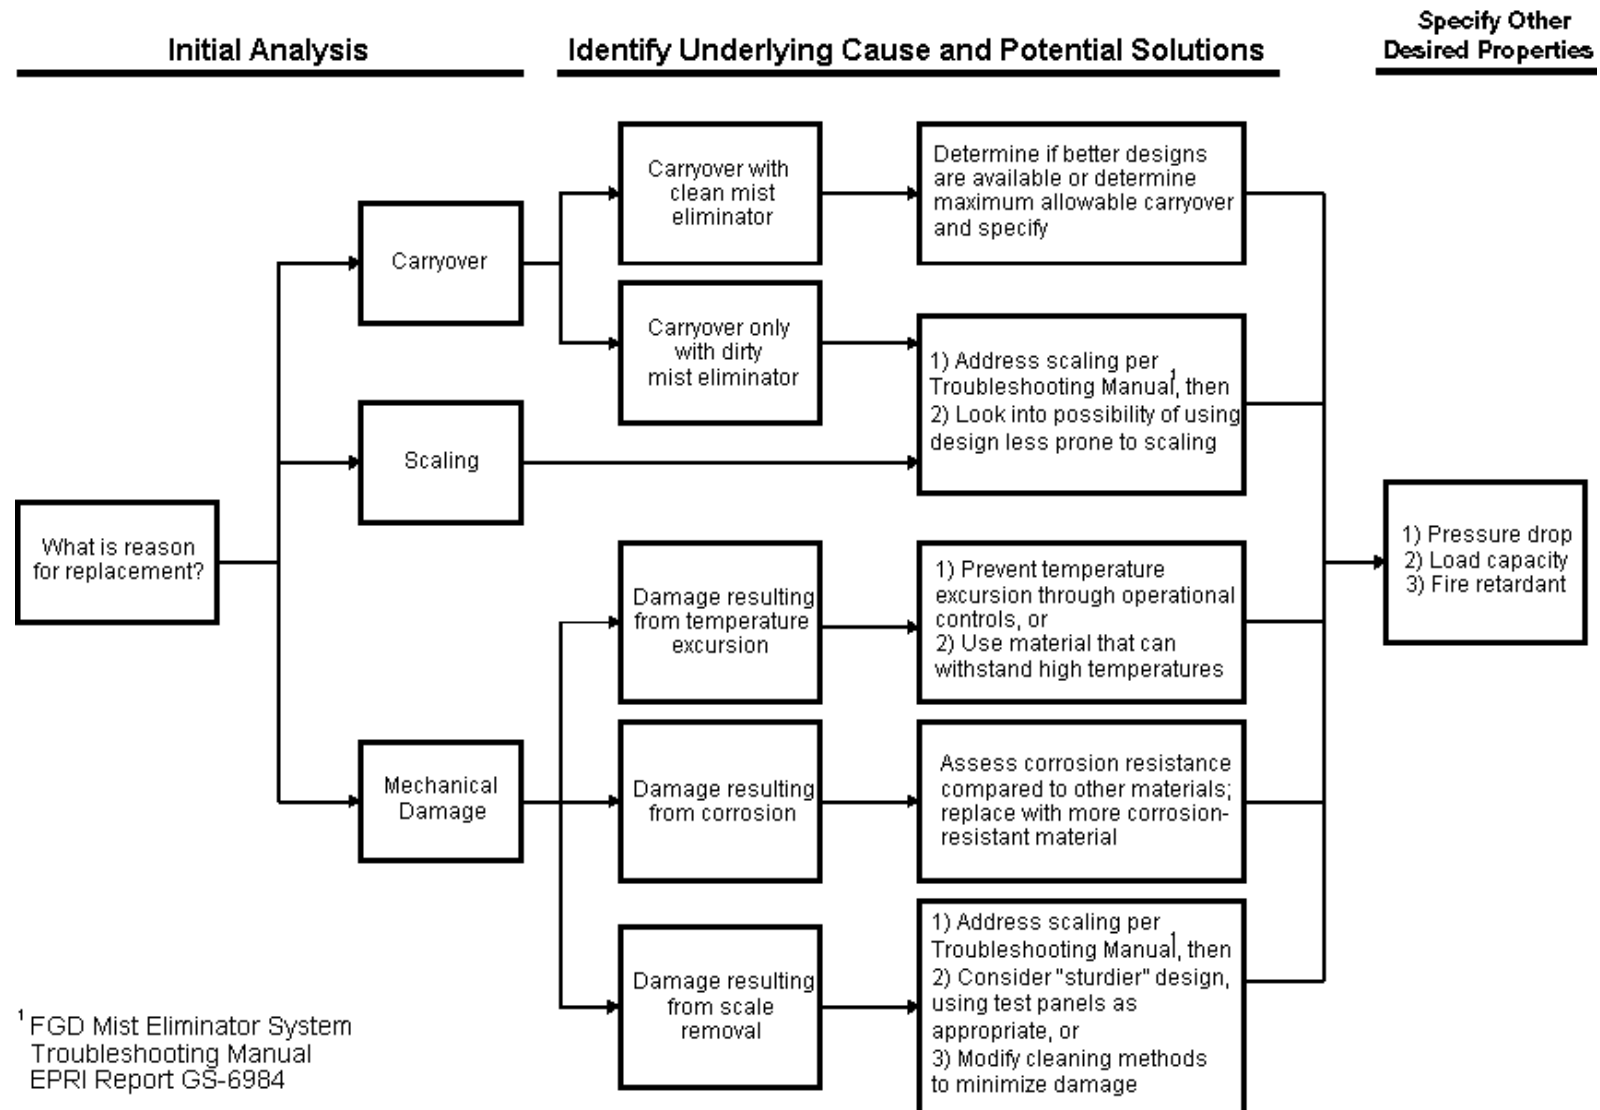 Initial Analysis
Identify Underlying Cause and Potential Solutions
Specify Other
Desired Properties
What is reason
for replacement?
Carryover
Scaling
Mechanical
Damage
Carryover with
clean mist
eliminator
Carryover only
with dirty
mist eliminator
Damage resulting
from temperature
excursion
Damage resulting
from corrosion
Damage resulting
from scale
removal
Determine if better designs
are available or determine
maximum allowable carryover
and specify
1) Address scaling per
Troubleshooting Manual¹, then
2) Look into possibility of using
design less prone to scaling
1) Prevent temperature
excursion through operational
controls, or
2) Use material that can
withstand high temperatures
Assess corrosion resistance
compared to other materials;
replace with more corrosion-
resistant material
1) Address scaling per
Troubleshooting Manual¹, then
2) Consider "sturdier" design,
using test panels as
appropriate, or
3) Modify cleaning methods
to minimize damage
1) Pressure drop
2) Load capacity
3) Fire retardant
¹ FGD Mist Eliminator System
Troubleshooting Manual
EPRI Report GS-6984